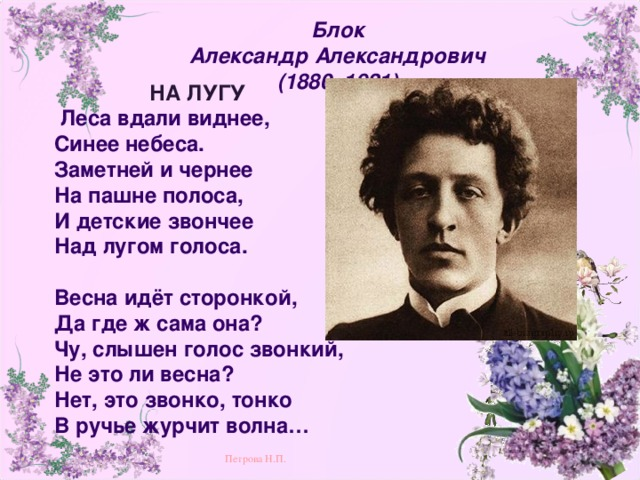 Блок
Александр Александрович
(1880
НА ЛУГУ
Леса вдали виднее,
Синее небеса.
Заметней и чернее
На пашне полоса,
И детские звончее
Над лугом голоса.
Весна идёт сторонкой,
Да где ж сама она?
Чу, слышен голос звонкий,
Не это ли весна?
Нет, это звонко, тонко
В ручье журчит волна…
Петрова Н.П.